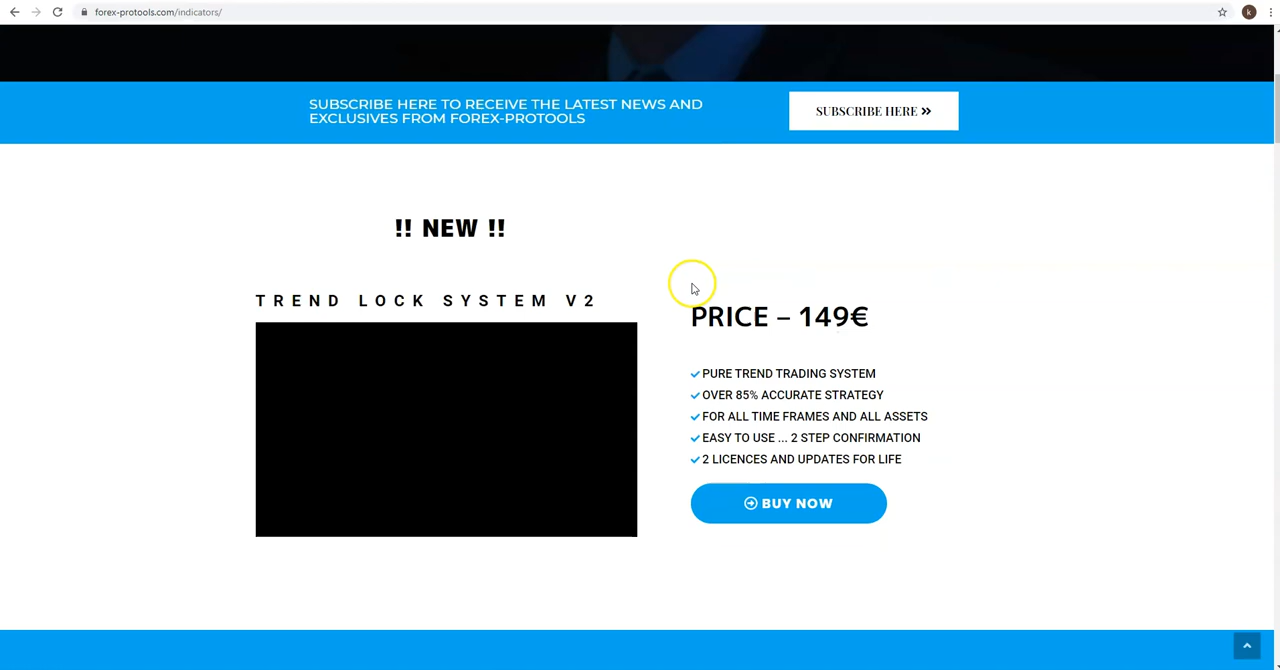 forex-protools.com/indicators/
k
SUBSCRIBE HERE TO RECEIVE THE LATEST NEWS AND
EXCLUSIVES FROM FOREX-PROTOOLS
SUBSCRIBE HERE »
!! NEW !!
TREND LOCK SYSTEM V2
PRICE – 149€
PURE TREND TRADING SYSTEM
OVER 85% ACCURATE STRATEGY
FOR ALL TIME FRAMES AND ALL ASSETS
EASY TO USE ... 2 STEP CONFIRMATION
2 LICENCES AND UPDATES FOR LIFE
BUY NOW